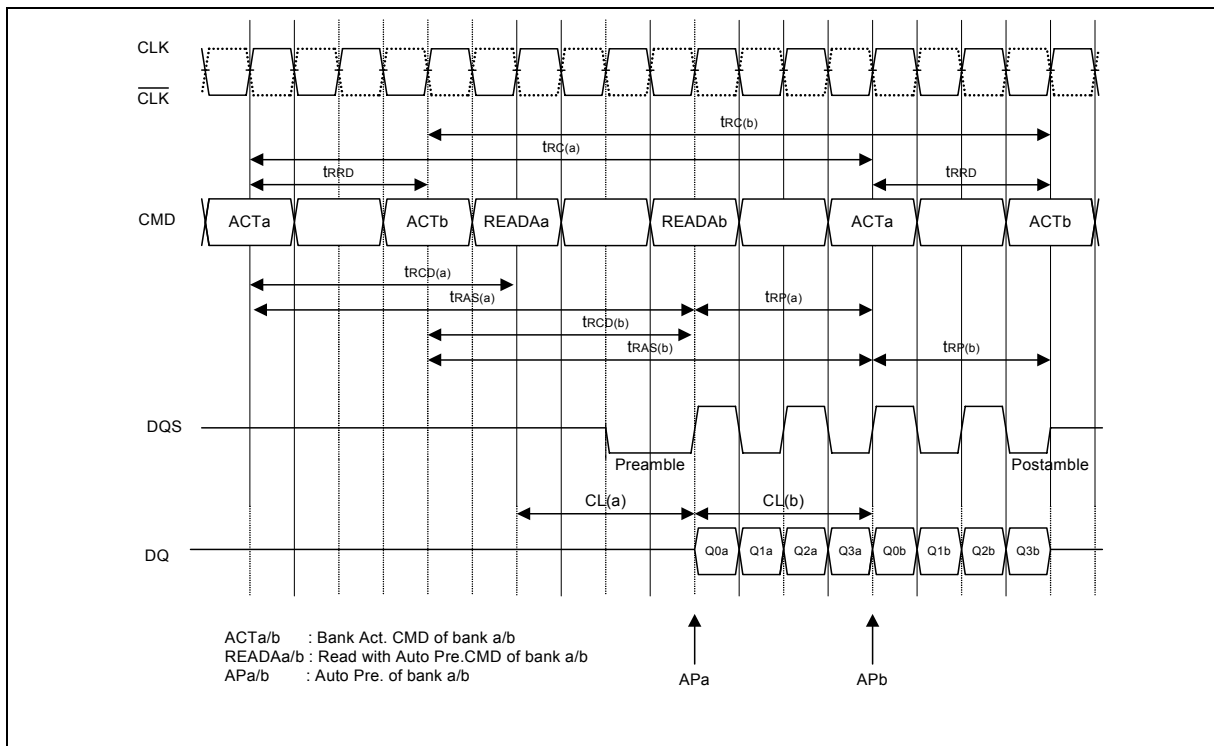 CLK
CLK
tRC(b)
tRC(a)
tRRD tRRD
CMD ACTa ACTb READAa READAb ACTa ACTb
tRCD(a)
tRAS(a) tRP(a)
tRCD(b)
tRAS(b) tRP(b)
DQS
Preamble Postamble
CL(a) CL(b)
DQ Q0a Q1a Q2a Q3a Q0b Q1b Q2b Q3b
ACTa/b : Bank Act. CMD of bank a/b
READAa/b : Read with Auto Pre.CMD of bank a/b
APa/b : Auto Pre. of bank a/b
APa APb